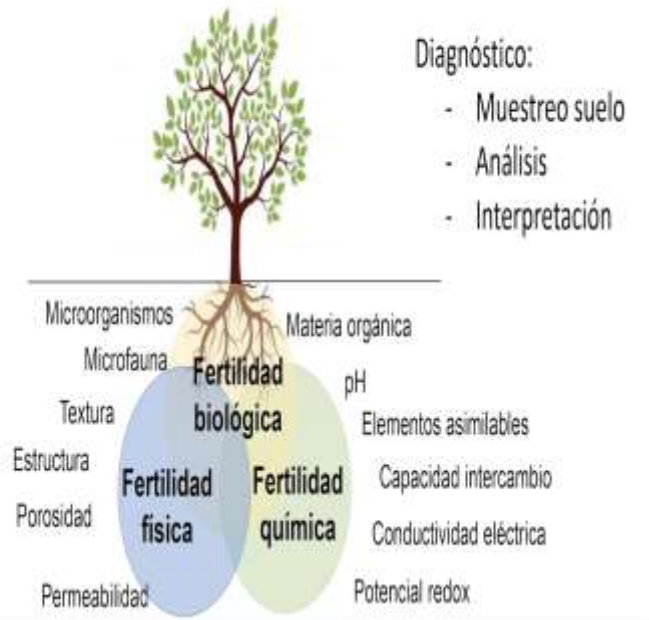 Diagnóstico:
- Muestreo suelo
- Análisis
- Interpretación
Microorganismos
Materia orgánica
Microfauna
Fertilidad
biológica
pH
Textura
Elementos asimilables
Estructura
Fertilidad
física
Fertilidad
química
Capacidad intercambio
Porosidad
Conductividad eléctrica
Permeabilidad
Potencial redox